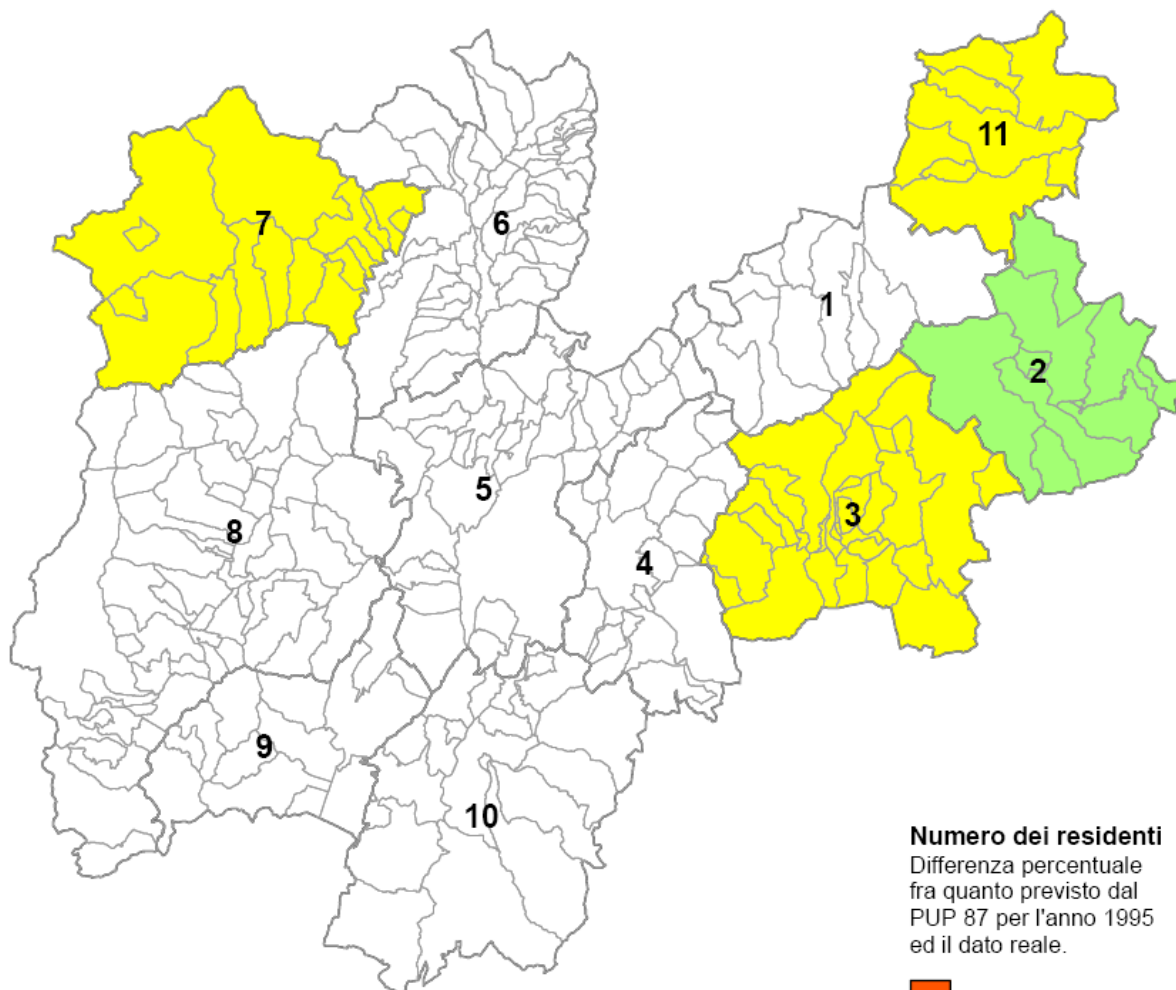 11
7
6
1
2
5
3
8
4
9
10
Numero dei residenti
Differenza percentuale
fra quanto previsto dal
PUP 87 per l'anno 1995
ed il dato reale.